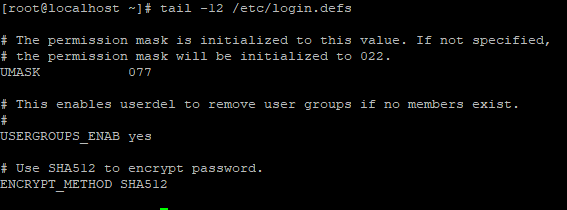 [root@localhost ~]# tail -12 /etc/login.defs
# The permission mask is initialized to this value. If not specified,
# the permission mask will be initialized to 022.
UMASK 077
# This enables userdel to remove user groups if no members exist.
#
USERGROUPS_ENAB yes
# Use SHA512 to encrypt password.
ENCRYPT_METHOD SHA512